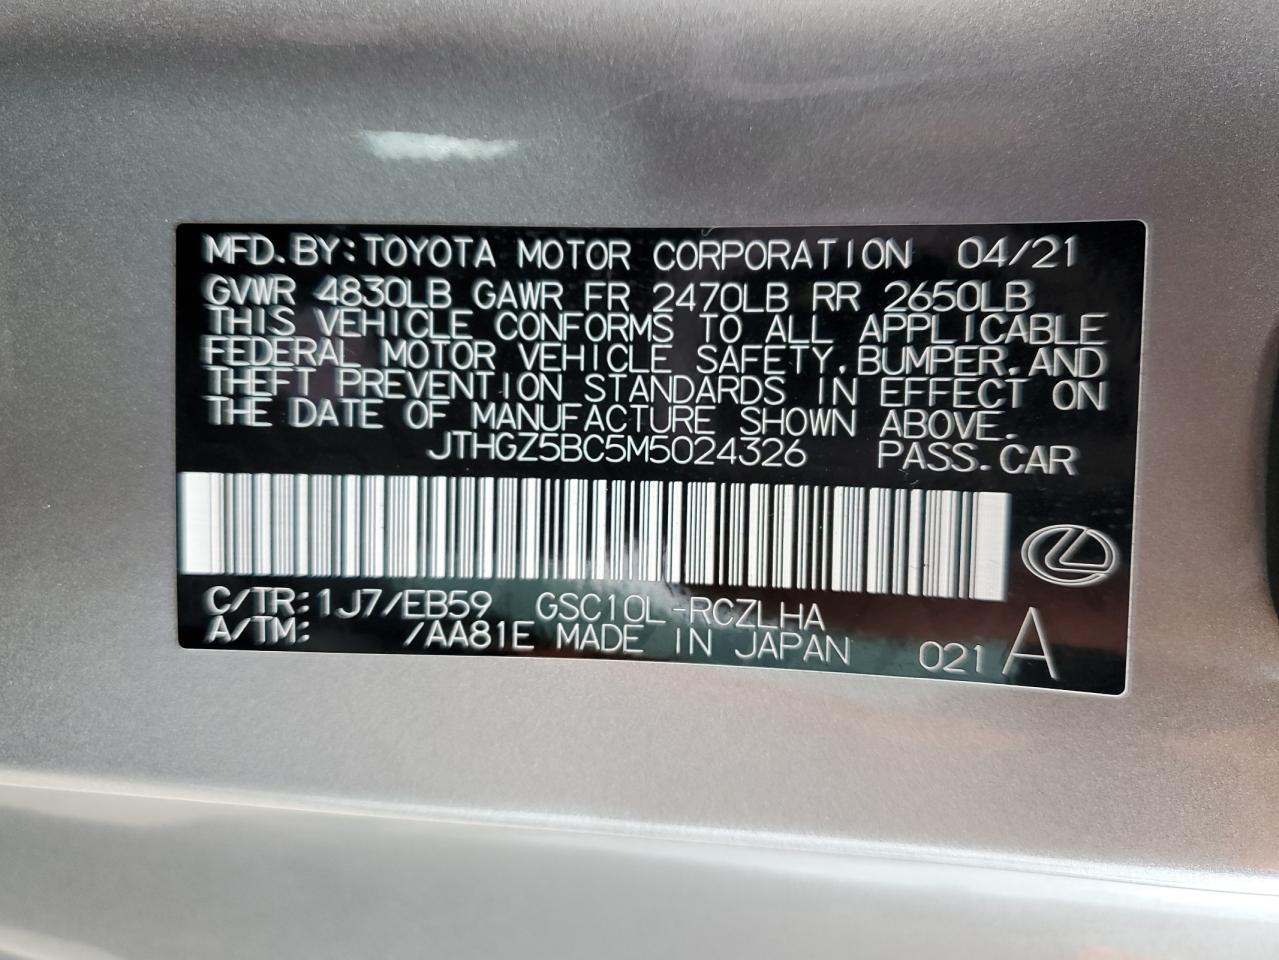 MFD.BY:TOYOTA MOTOR CORPORATION 04/21
GVWR 4830LB GAWR FR 2470LB RR 2650LB
THIS VEHICLE CONFORMS TO ALL APPLICABLE
FEDERAL MOTOR VEHICLE SAFETY,BUMPER,AND
THEFT PREVENTION STANDARDS IN EFFECT ON
THE DATE OF MANUFACTURE SHOWN ABOVE.
JTHGZ5BC5M5024326 PASS.CAR
C/TR:1J7/EB59 GSC10L-RCZLHA
A/TM: /AA81E MADE IN JAPAN 021 A